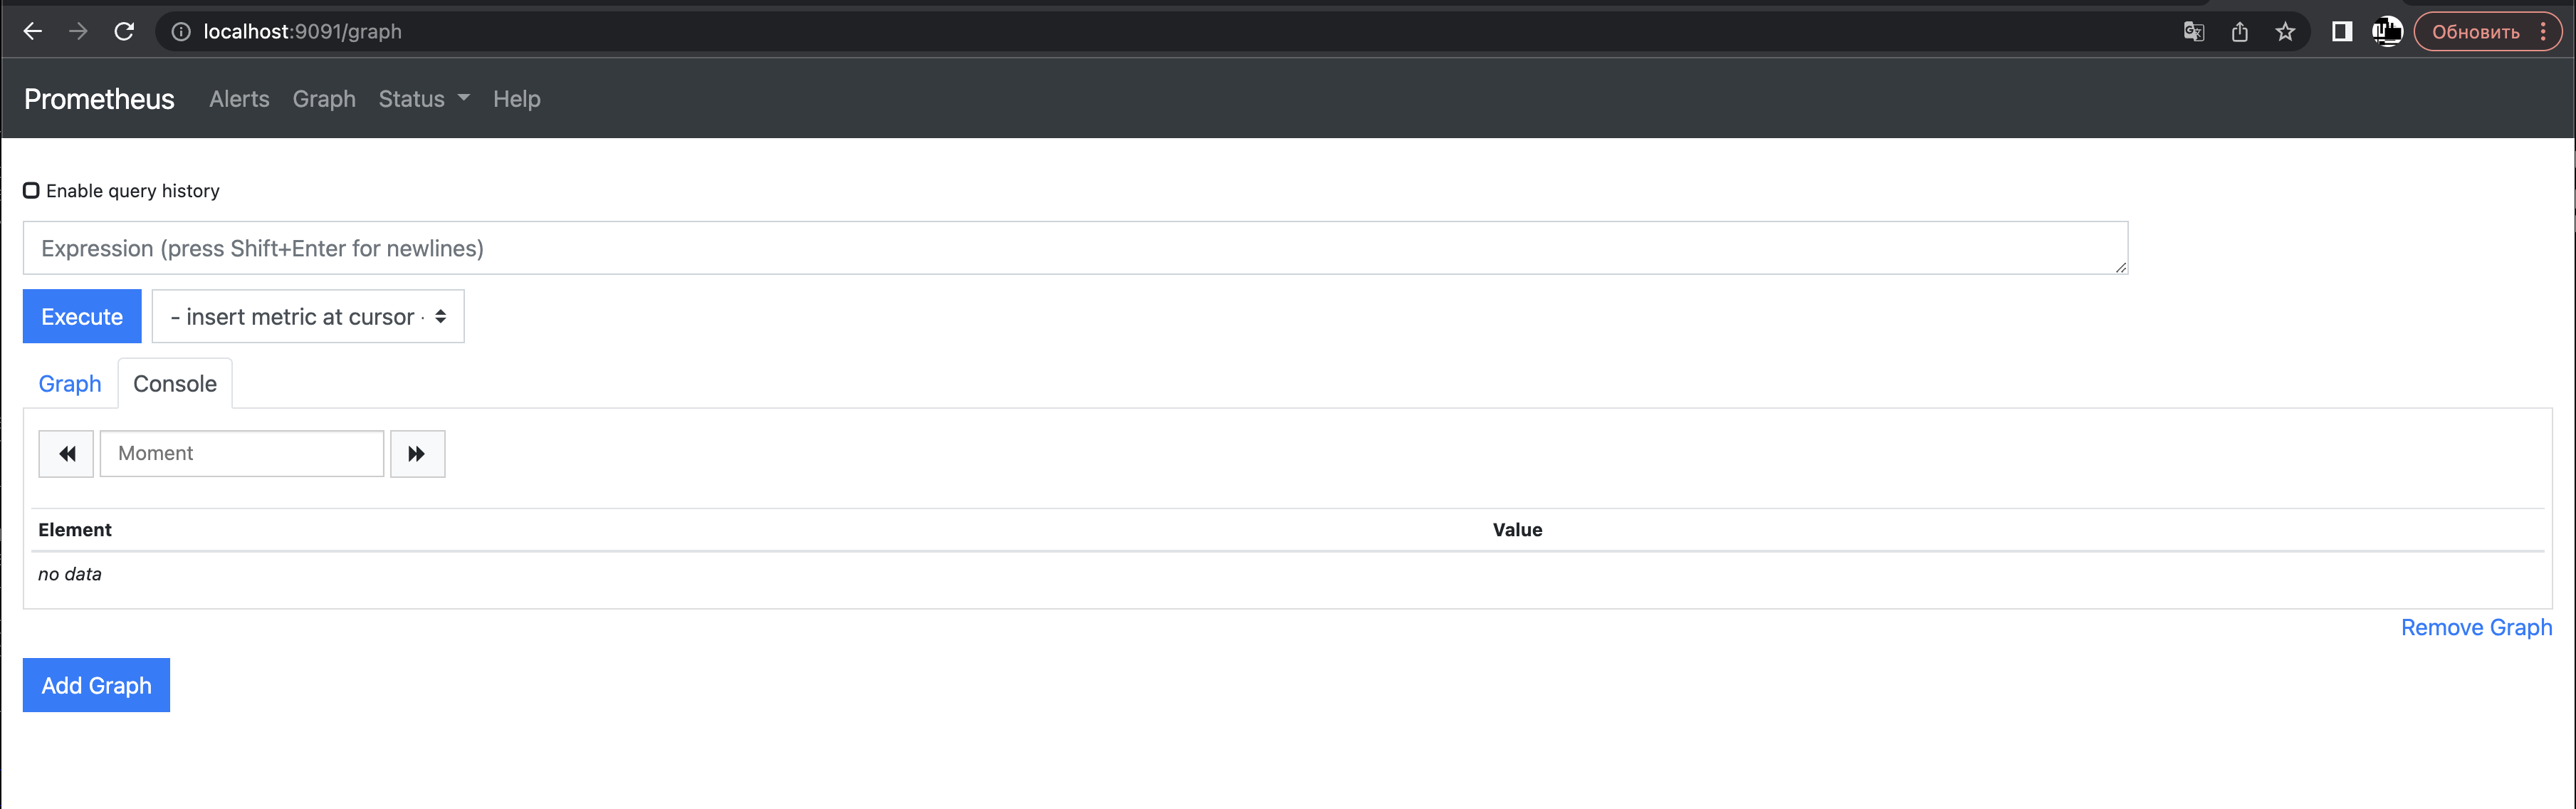 localhost:9091/graph
Обновить
Prometheus Alerts Graph Status Help
Enable query history
Expression (press Shift+Enter for newlines)
Execute - insert metric at cursor -
Graph Console
Moment
Element Value
no data
Remove Graph
Add Graph